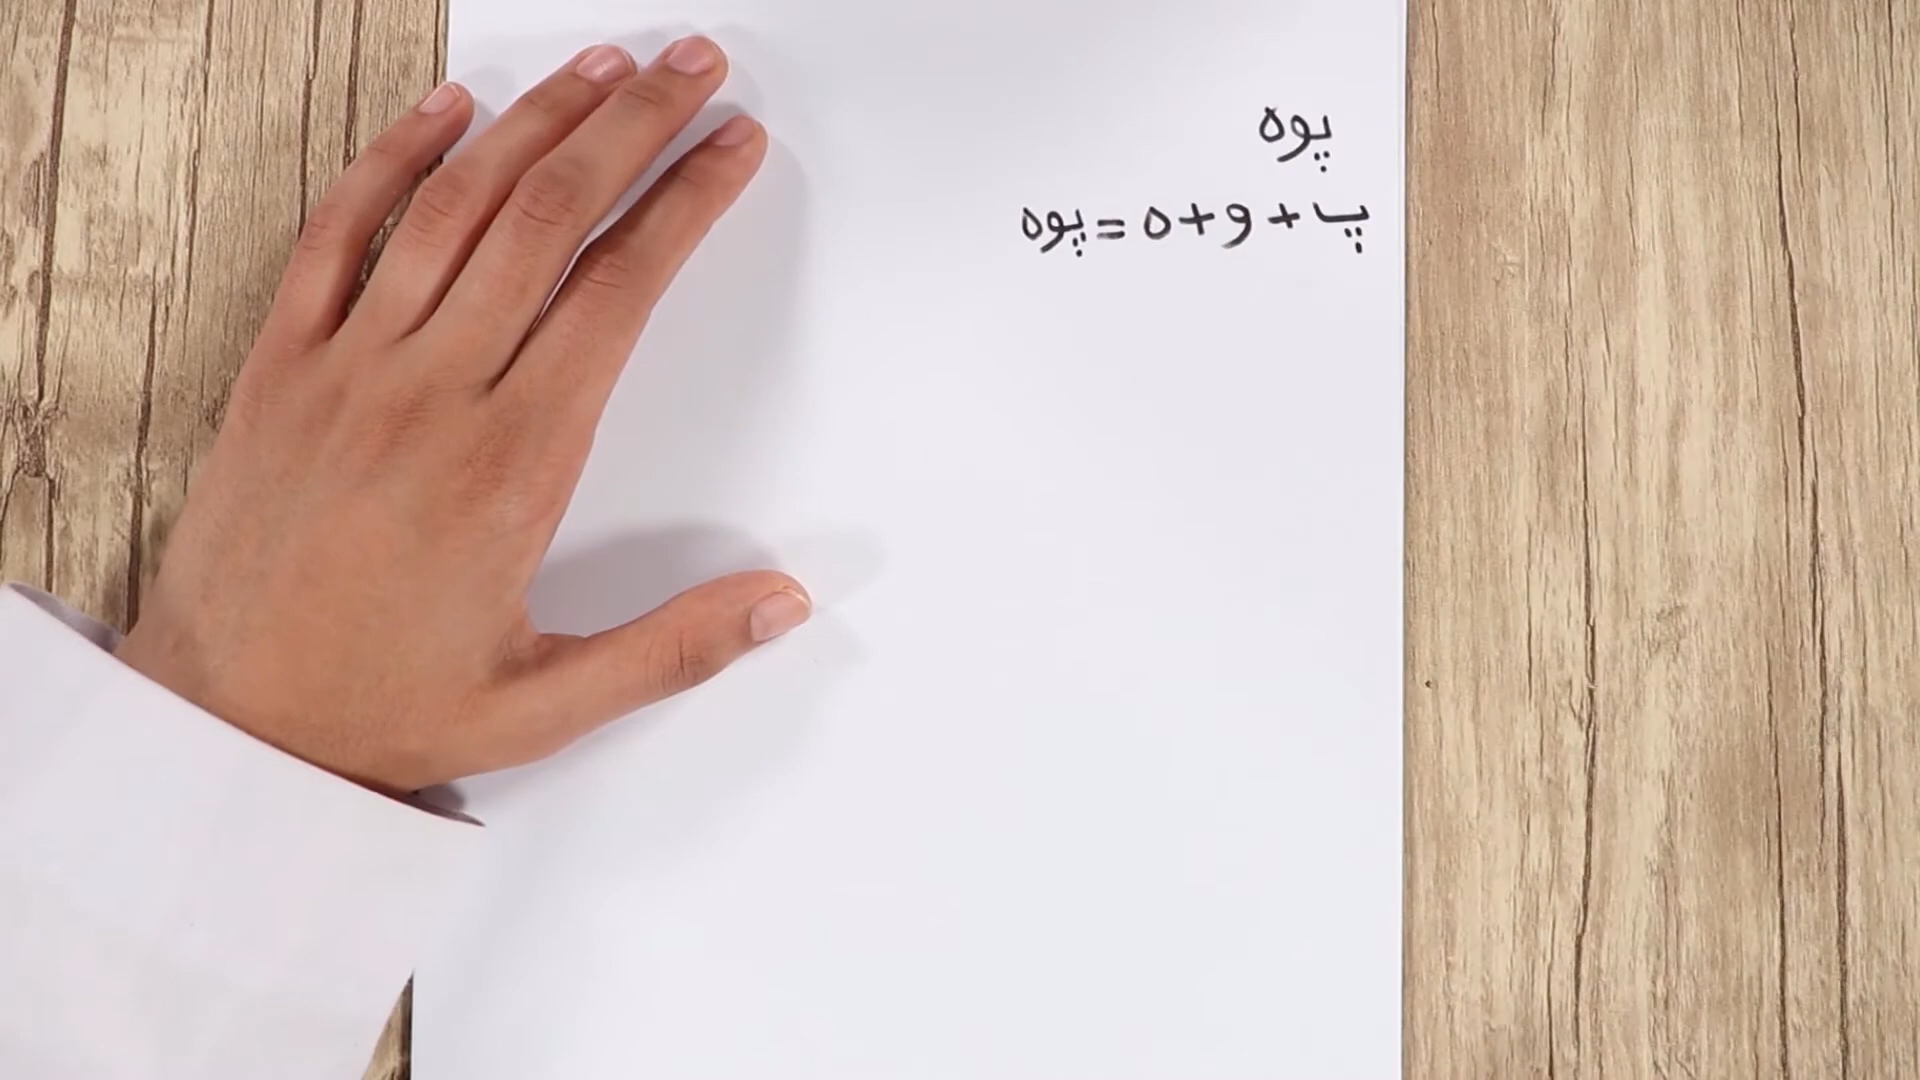 پوه
پ + و + ه = پوه